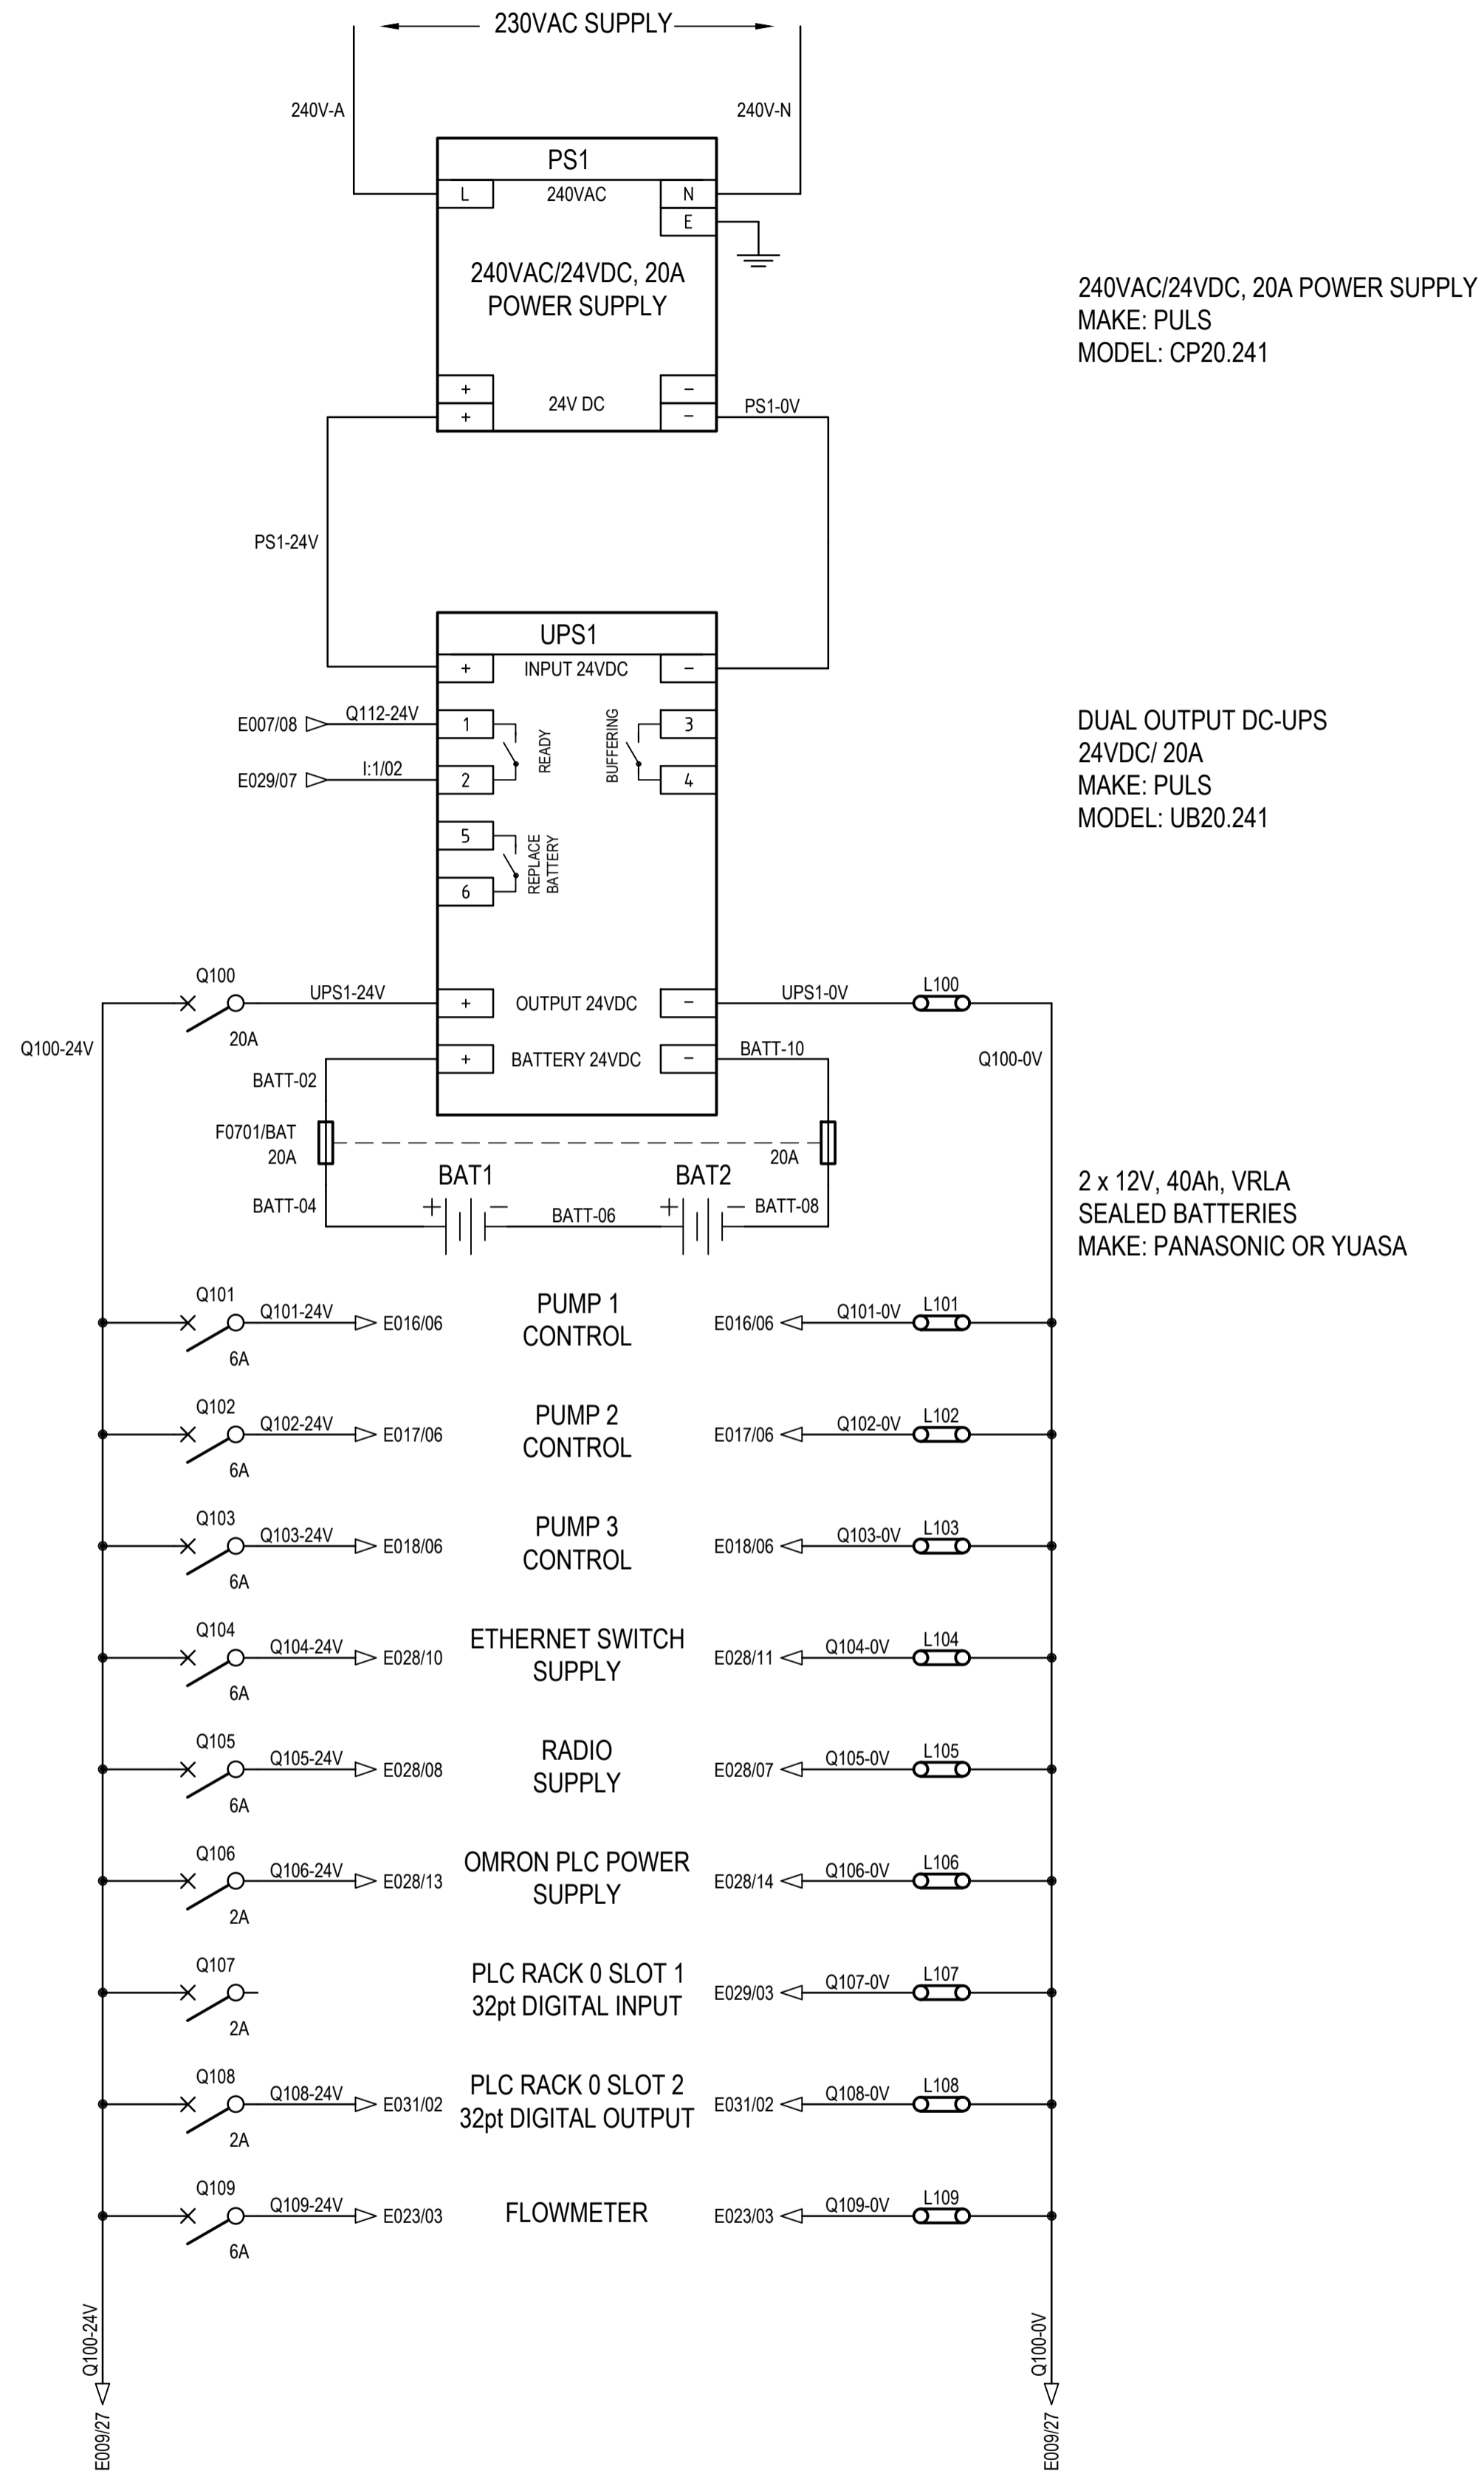 230VAC SUPPLY
240V-A
240V-N
PS1
L
240VAC
N
E
240VAC/24VDC, 20A
POWER SUPPLY
240VAC/24VDC, 20A POWER SUPPLY
MAKE: PULS
MODEL: CP20.241
+
24V DC
−
+
−
PS1-0V
PS1-24V
UPS1
+
INPUT 24VDC
−
E007/08
Q112-24V
1
READY
BUFFERING
3
E029/07
I:1/02
2
4
DUAL OUTPUT DC-UPS
24VDC/ 20A
MAKE: PULS
MODEL: UB20.241
5
REPLACE
BATTERY
6
Q100
20A
UPS1-24V
+
OUTPUT 24VDC
−
UPS1-0V
L100
Q100-24V
Q100-0V
+
BATTERY 24VDC
−
BATT-10
BATT-02
F0701/BAT
20A
20A
BAT1
BAT2
BATT-04
+
−
BATT-06
+
−
BATT-08
2 x 12V, 40Ah, VRLA
SEALED BATTERIES
MAKE: PANASONIC OR YUASA
Q101
6A
Q101-24V
E016/06
PUMP 1
CONTROL
E016/06
Q101-0V
L101
Q102
6A
Q102-24V
E017/06
PUMP 2
CONTROL
E017/06
Q102-0V
L102
Q103
6A
Q103-24V
E018/06
PUMP 3
CONTROL
E018/06
Q103-0V
L103
Q104
6A
Q104-24V
E028/10
ETHERNET SWITCH
SUPPLY
E028/11
Q104-0V
L104
Q105
6A
Q105-24V
E028/08
RADIO
SUPPLY
E028/07
Q105-0V
L105
Q106
2A
Q106-24V
E028/13
OMRON PLC POWER
SUPPLY
E028/14
Q106-0V
L106
Q107
2A
PLC RACK 0 SLOT 1
32pt DIGITAL INPUT
E029/03
Q107-0V
L107
Q108
2A
Q108-24V
E031/02
PLC RACK 0 SLOT 2
32pt DIGITAL OUTPUT
E031/02
Q108-0V
L108
Q109
6A
Q109-24V
E023/03
FLOWMETER
E023/03
Q109-0V
L109
Q100-24V
E009/27
Q100-0V
E009/27